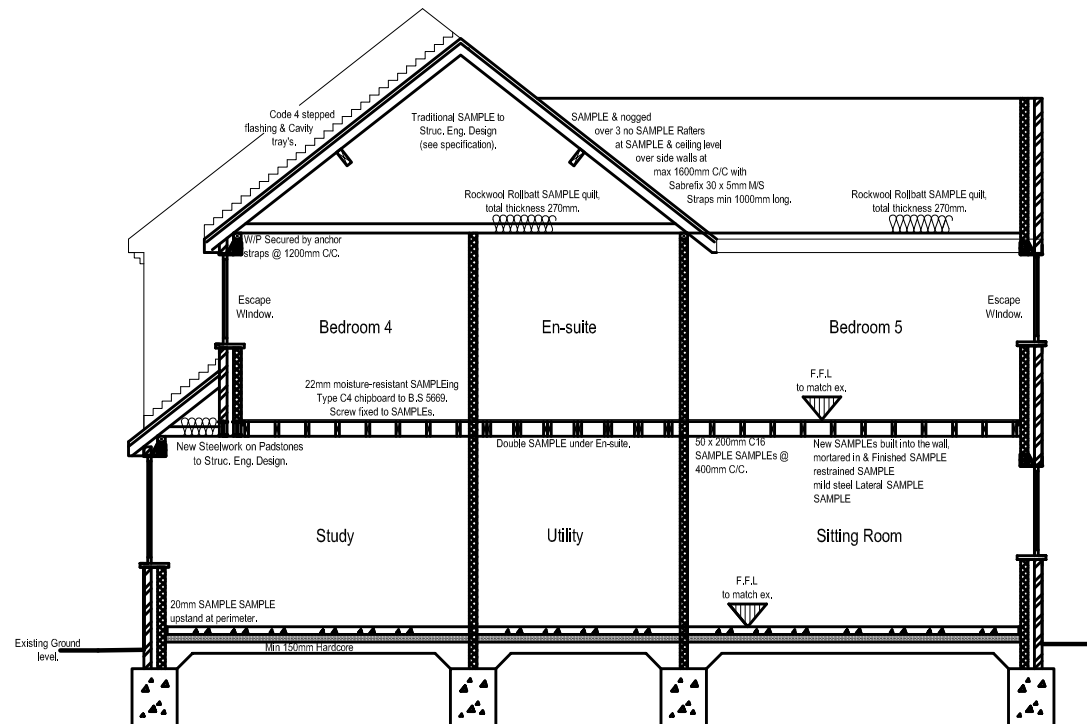 Code 4 stepped
flashing & Cavity
tray's.
Traditional SAMPLE to
Struc. Eng. Design
(see specification).
SAMPLE & nogged
over 3 no SAMPLE Rafters
at SAMPLE & ceiling level
over side walls at
max 1600mm C/C with
Sabrefix 30 x 5mm M/S
Straps min 1000mm long.
Rockwool Rollbatt SAMPLE quilt,
total thickness 270mm.
Rockwool Rollbatt SAMPLE quilt,
total thickness 270mm.
W/P Secured by anchor
straps @ 1200mm C/C.
Escape
WIndow.
Bedroom 4
En-suite
Bedroom 5
Escape
WIndow.
22mm moisture-resistant SAMPLEing
Type C4 chipboard to B.S 5669.
Screw fixed to SAMPLEs.
F.F.L
to match ex.
New Steelwork on Padstones
to Struc. Eng. Design.
Double SAMPLE under En-suite.
50 x 200mm C16
SAMPLE SAMPLEs @
400mm C/C.
New SAMPLEs built into the wall,
mortared in & Finished SAMPLE
restrained SAMPLE
mild steel Lateral SAMPLE
SAMPLE
Study
Utility
Sitting Room
F.F.L
to match ex.
20mm SAMPLE SAMPLE
upstand at perimeter.
Existing Ground
level.
Min 150mm Hardcore